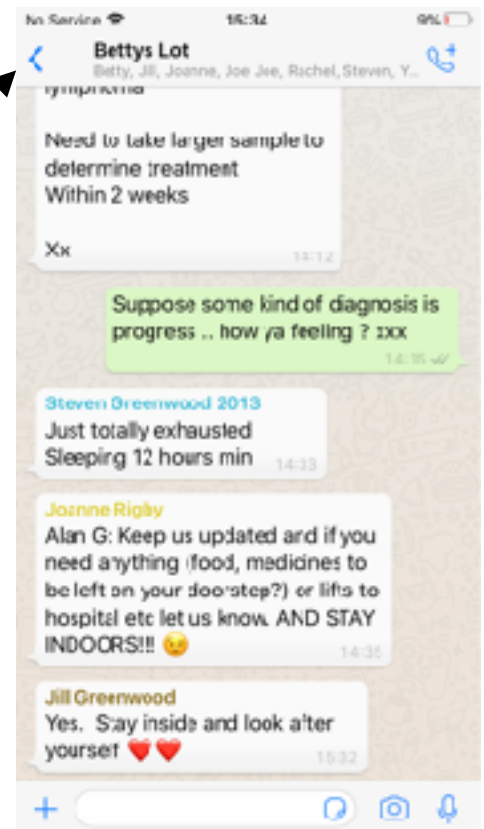 No Service 15:34 9%
Bettys Lot
Betty, Jill, Joanne, Joe Jee, Rachel, Steven, Y...
lymphoma
Need to take larger sample to
determine treatment
Within 2 weeks
Xx
14:12
Suppose some kind of diagnosis is
progress .. how ya feeling ? xxx
Steven Greenwood 2013
Just totally exhausted
Sleeping 12 hours min 14:33
Joanne Rigby
Alan G: Keep us updated and if you
need anything (food, medicines to
be left on your doorstep?) or lifts to
hospital etc let us know. AND STAY
INDOORS!!! 😉
14:35
Jill Greenwood
Yes. Stay inside and look after
yourself ❤️❤️ 15:32